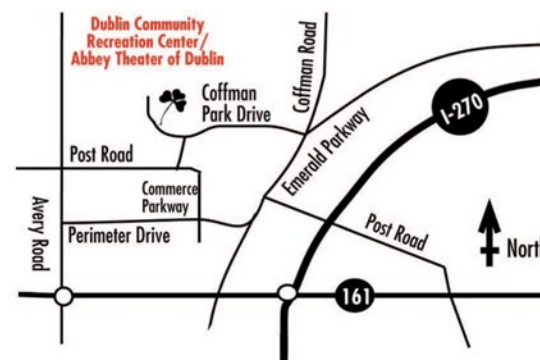 Dublin Community
Recreation Center/
Abbey Theater of Dublin
Coffman
Park Drive
Coffman Road
I-270
Emerald Parkway
Post Road
Commerce
Parkway
Avery Road
Perimeter Drive
Post Road
North
161